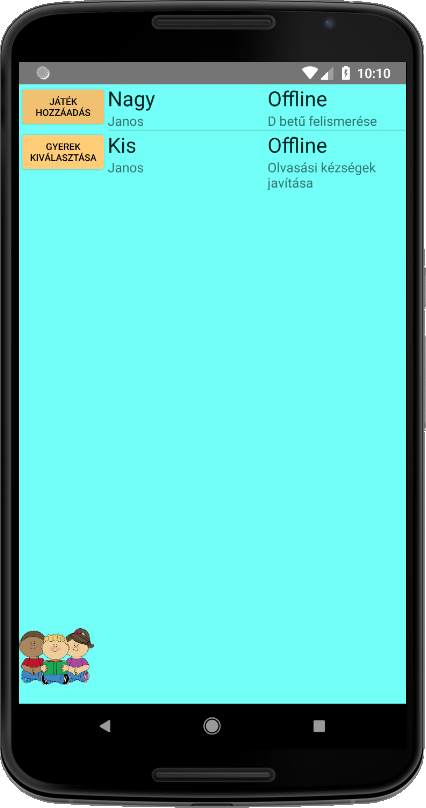 10:10
JÁTÉK
HOZZÁADÁS
Nagy
Offline
Janos
D betű felismerése
GYEREK
KIVÁLASZTÁSA
Kis
Offline
Janos
Olvasási kézségek
javítása